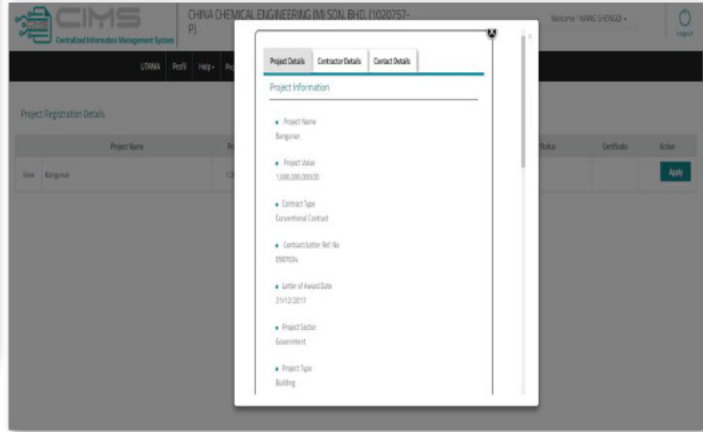 CIMS
Centralized Information Management System
CHINA CHEMICAL ENGINEERING (M) SDN. BHD. (1020757-
P)
Welcome
Logout
UTAMA Profil Help
Project Registration Details
Project Name
Status
Certificate
Action
View
Bangunan
Apply
x
Project Details
Contractor Details
Contact Details
Project Information
Project Name
Bangunan
Project Value
1,000,000,000.00
Contract Type
Conventional Contract
Contract/Letter Ref. No
Letter of Award Date
31/12/2017
Project Sector
Government
Project Type
Building